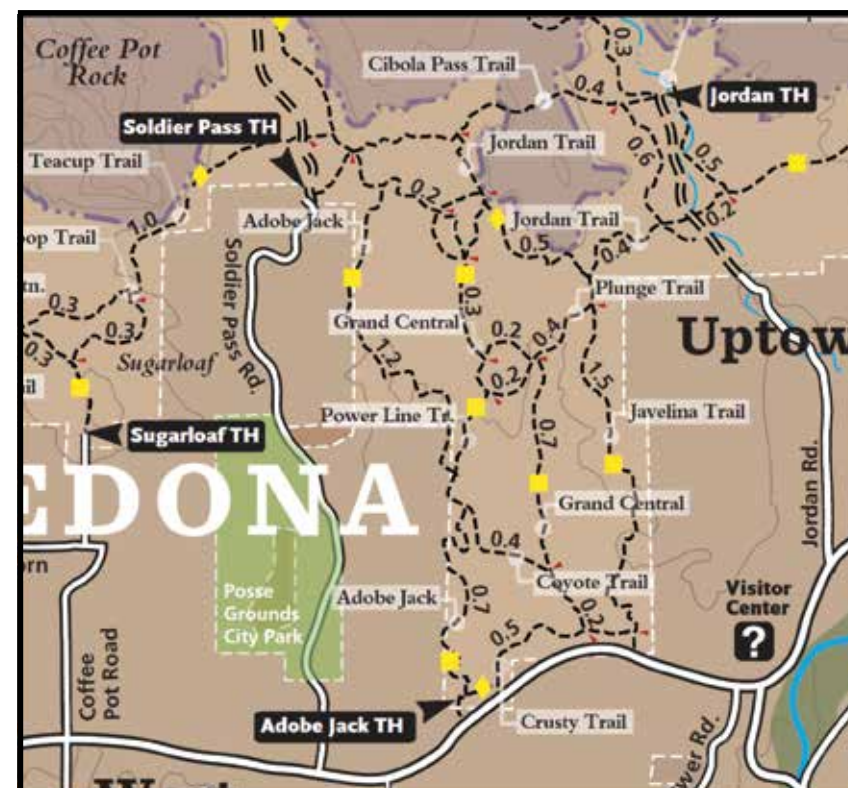 Coffee Pot
Rock
Cibola Pass Trail
0.3
0.4
Jordan TH
Soldier Pass TH
Jordan Trail
0.6
0.5
Teacup Trail
1.0
Adobe Jack
0.2
Jordan Trail
0.2
oop Trail
0.5
0.4
Soldier Pass Rd.
tn.
0.3
Plunge Trail
0.3
0.3
Grand Central
0.2
0.4
Uptow
0.3
Sugarloaf
1.2
0.2
1.5
ail
Power Line Tr.
Javelina Trail
Sugarloaf TH
0.7
Jordan Rd.
EDONA
Grand Central
orn
0.4
Coyote Trail
Posse
Grounds
City Park
Adobe Jack
0.7
Visitor
Center
?
0.5
0.2
Coffee
Pot Road
Adobe Jack TH
Crusty Trail
wer Rd.